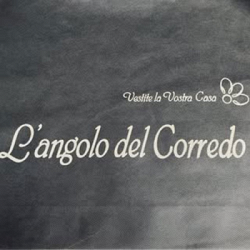 Vestite la Vostra Casa
L'angolo del Corredo